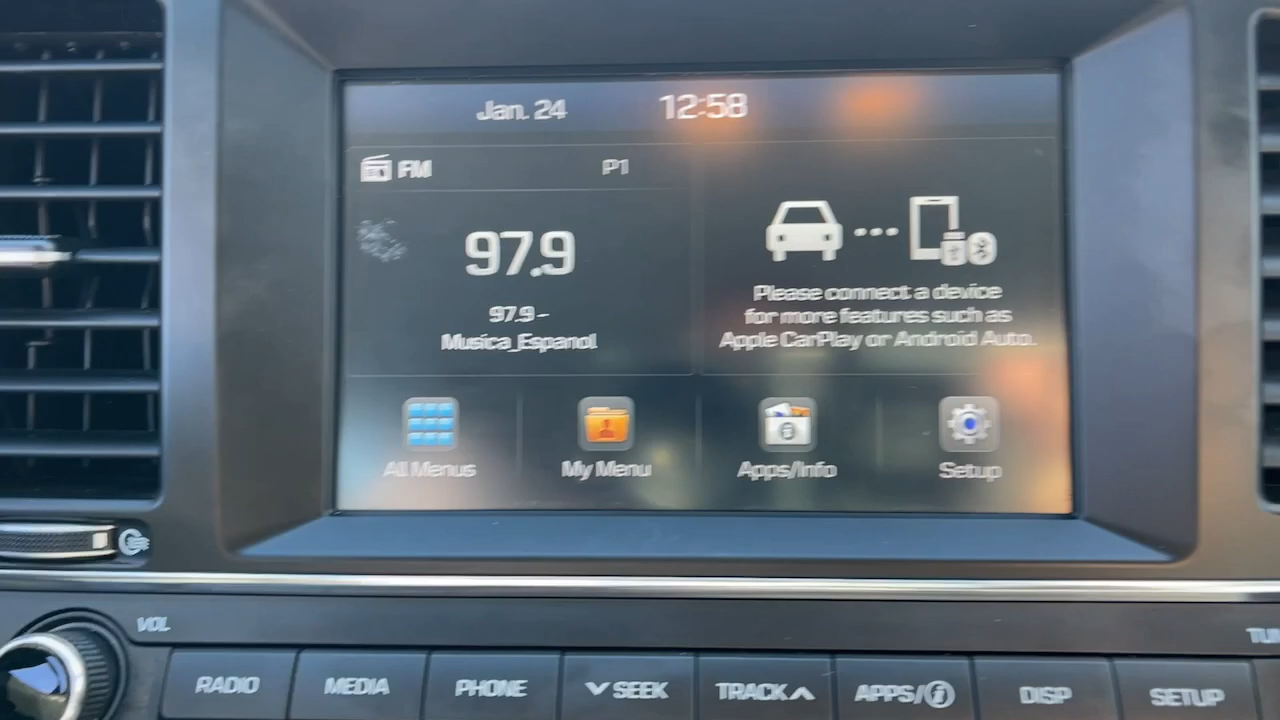 Jan. 24 12:58
FM P1
97.9
97.9 -
Musica_Espanol
Please connect a device
for more features such as
Apple CarPlay or Android Auto.
All Menus My Menu Apps/Info Setup
VOL
RADIO MEDIA PHONE SEEK TRACK APPS/i DISP SETUP